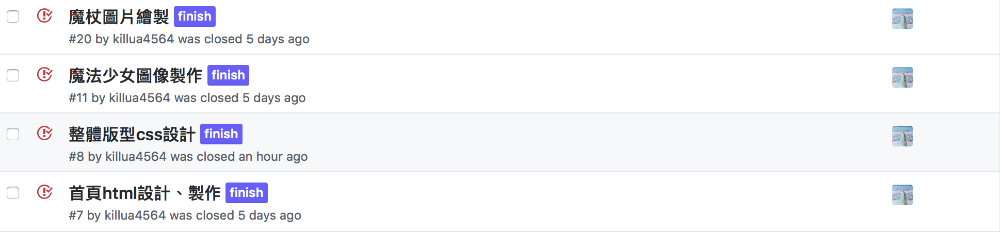 魔杖圖片繪製 finish
#20 by killua4564 was closed 5 days ago
魔法少女圖像製作 finish
#11 by killua4564 was closed 5 days ago
整體版型css設計 finish
#8 by killua4564 was closed an hour ago
首頁html設計、製作 finish
#7 by killua4564 was closed 5 days ago